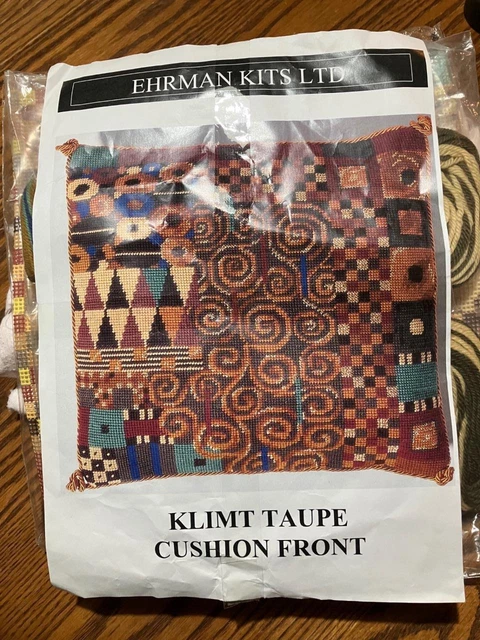 EHRMAN KITS LTD
KLIMT TAUPE
CUSHION FRONT